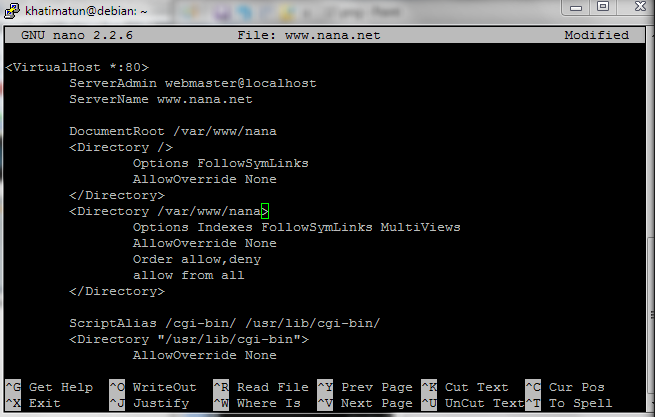 khatimatun@debian: ~
GNU nano 2.2.6 File: www.nana.net Modified
<VirtualHost *:80>
ServerAdmin webmaster@localhost
ServerName www.nana.net
DocumentRoot /var/www/nana
<Directory />
Options FollowSymLinks
AllowOverride None
</Directory>
<Directory /var/www/nana>
Options Indexes FollowSymLinks MultiViews
AllowOverride None
Order allow,deny
allow from all
</Directory>
ScriptAlias /cgi-bin/ /usr/lib/cgi-bin/
<Directory "/usr/lib/cgi-bin">
AllowOverride None
^G Get Help ^O WriteOut ^R Read File ^Y Prev Page ^K Cut Text ^C Cur Pos
^X Exit ^J Justify ^W Where Is ^V Next Page ^U UnCut Text ^T To Spell